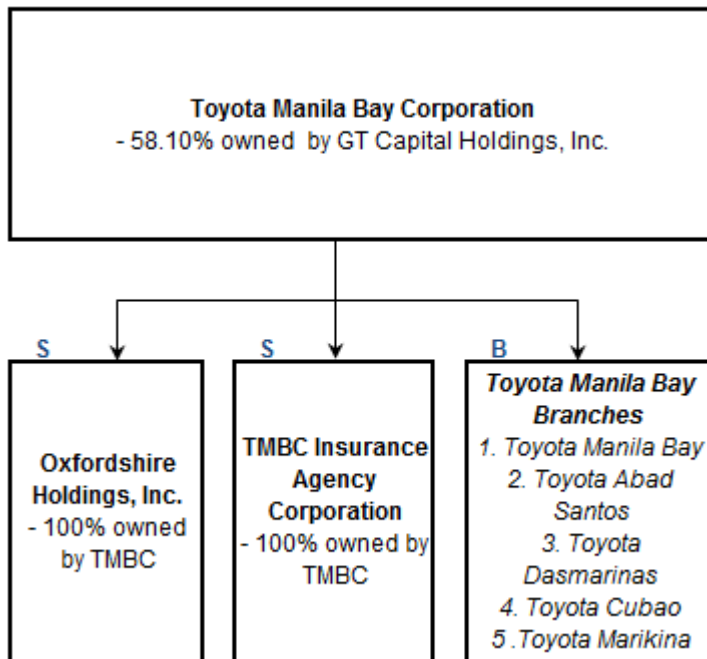 Toyota Manila Bay Corporation
- 58.10% owned by GT Capital Holdings, Inc.
S
S
B
Oxfordshire
Holdings, Inc.
- 100% owned
by TMBC
TMBC Insurance
Agency
Corporation
- 100% owned by
TMBC
Toyota Manila Bay
Branches
1. Toyota Manila Bay
2. Toyota Abad
Santos
3. Toyota
Dasmarinas
4. Toyota Cubao
5 .Toyota Marikina